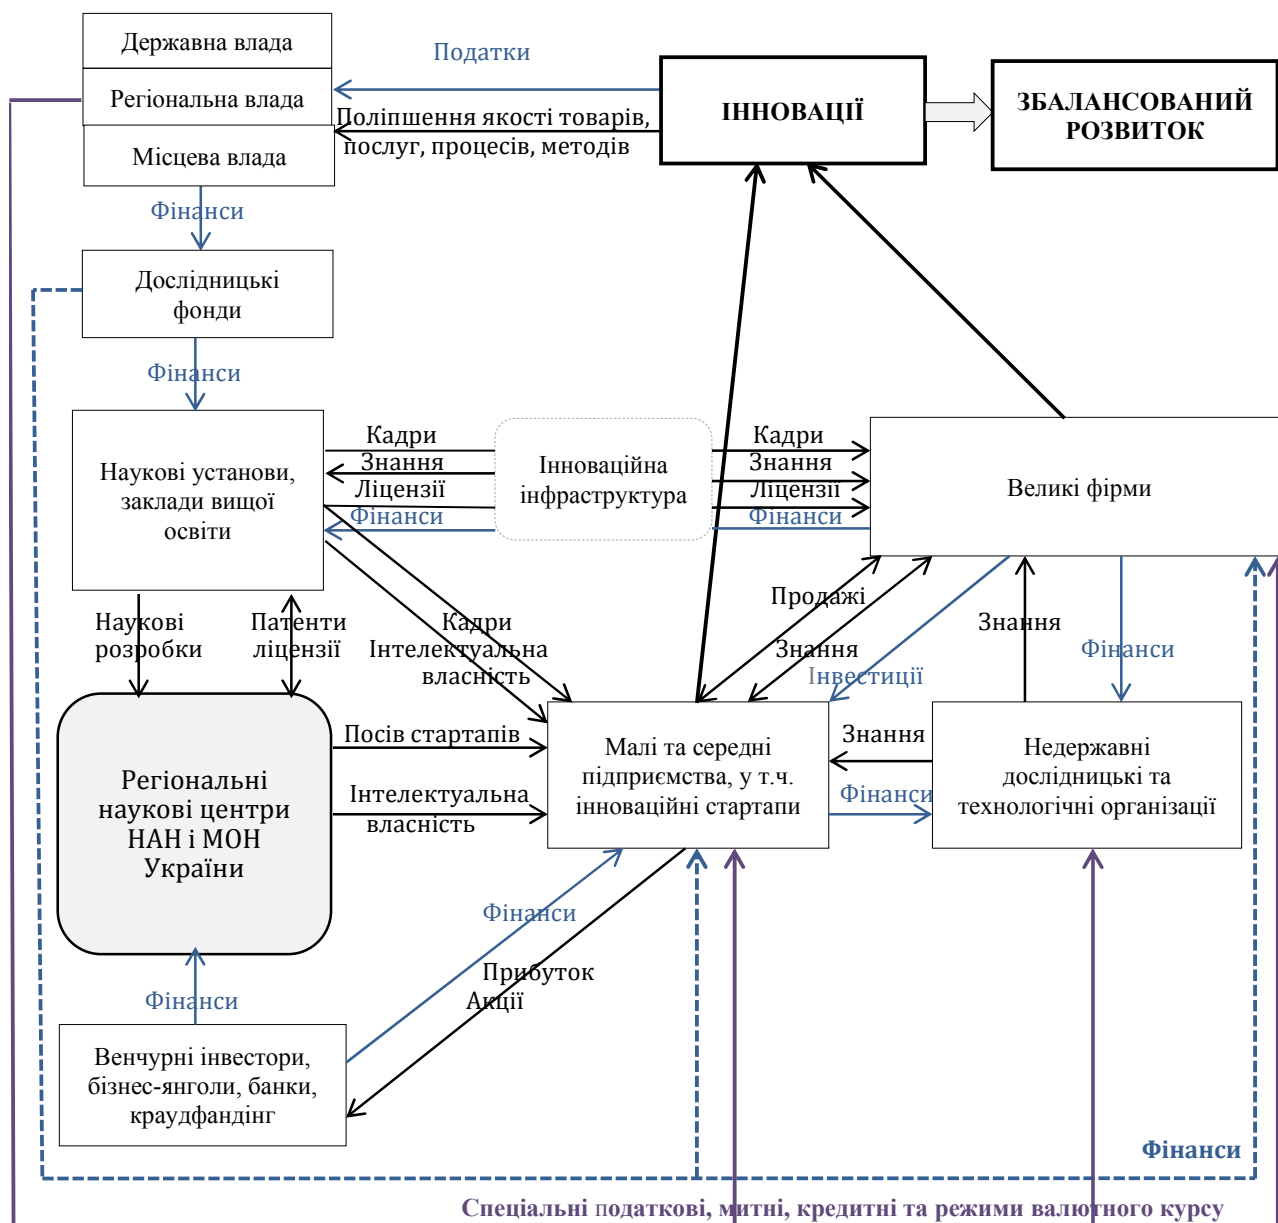 Державна влада
Податки
Регіональна влада
ІННОВАЦІЇ
ЗБАЛАНСОВАНИЙ
РОЗВИТОК
Поліпшення якості товарів,
послуг, процесів, методів
Місцева влада
Фінанси
Дослідницькі
фонди
Фінанси
Наукові установи,
заклади вищої
освіти
Кадри
Знання
Ліцензії
Фінанси
Інноваційна
інфраструктура
Кадри
Знання
Ліцензії
Фінанси
Великі фірми
Наукові
розробки
Патенти
ліцензії
Кадри
Інтелектуальна
власність
Продажі
Знання
Інвестиції
Знання
Фінанси
Регіональні
наукові центри
НАН і МОН
України
Посів стартапів
Інтелектуальна
власність
Малі та середні
підприємства, у т.ч.
інноваційні стартапи
Знання
Фінанси
Недержавні
дослідницькі та
технологічні організації
Фінанси
Прибуток
Акції
Фінанси
Венчурні інвестори,
бізнес-янголи, банки,
краудфандінг
Фінанси
Спеціальні податкові, митні, кредитні та режими валютного курсу